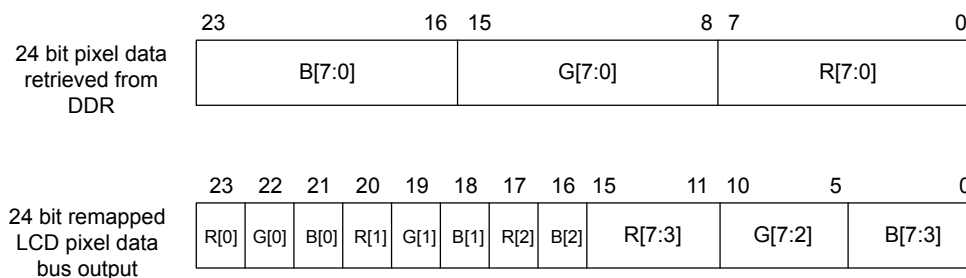 23 16 15 8 7 0
24 bit pixel data
retrieved from
DDR
B[7:0] G[7:0] R[7:0]
23 22 21 20 19 18 17 16 15 11 10 5 0
24 bit remapped
LCD pixel data
bus output
R[0] G[0] B[0] R[1] G[1] B[1] R[2] B[2] R[7:3] G[7:2] B[7:3]